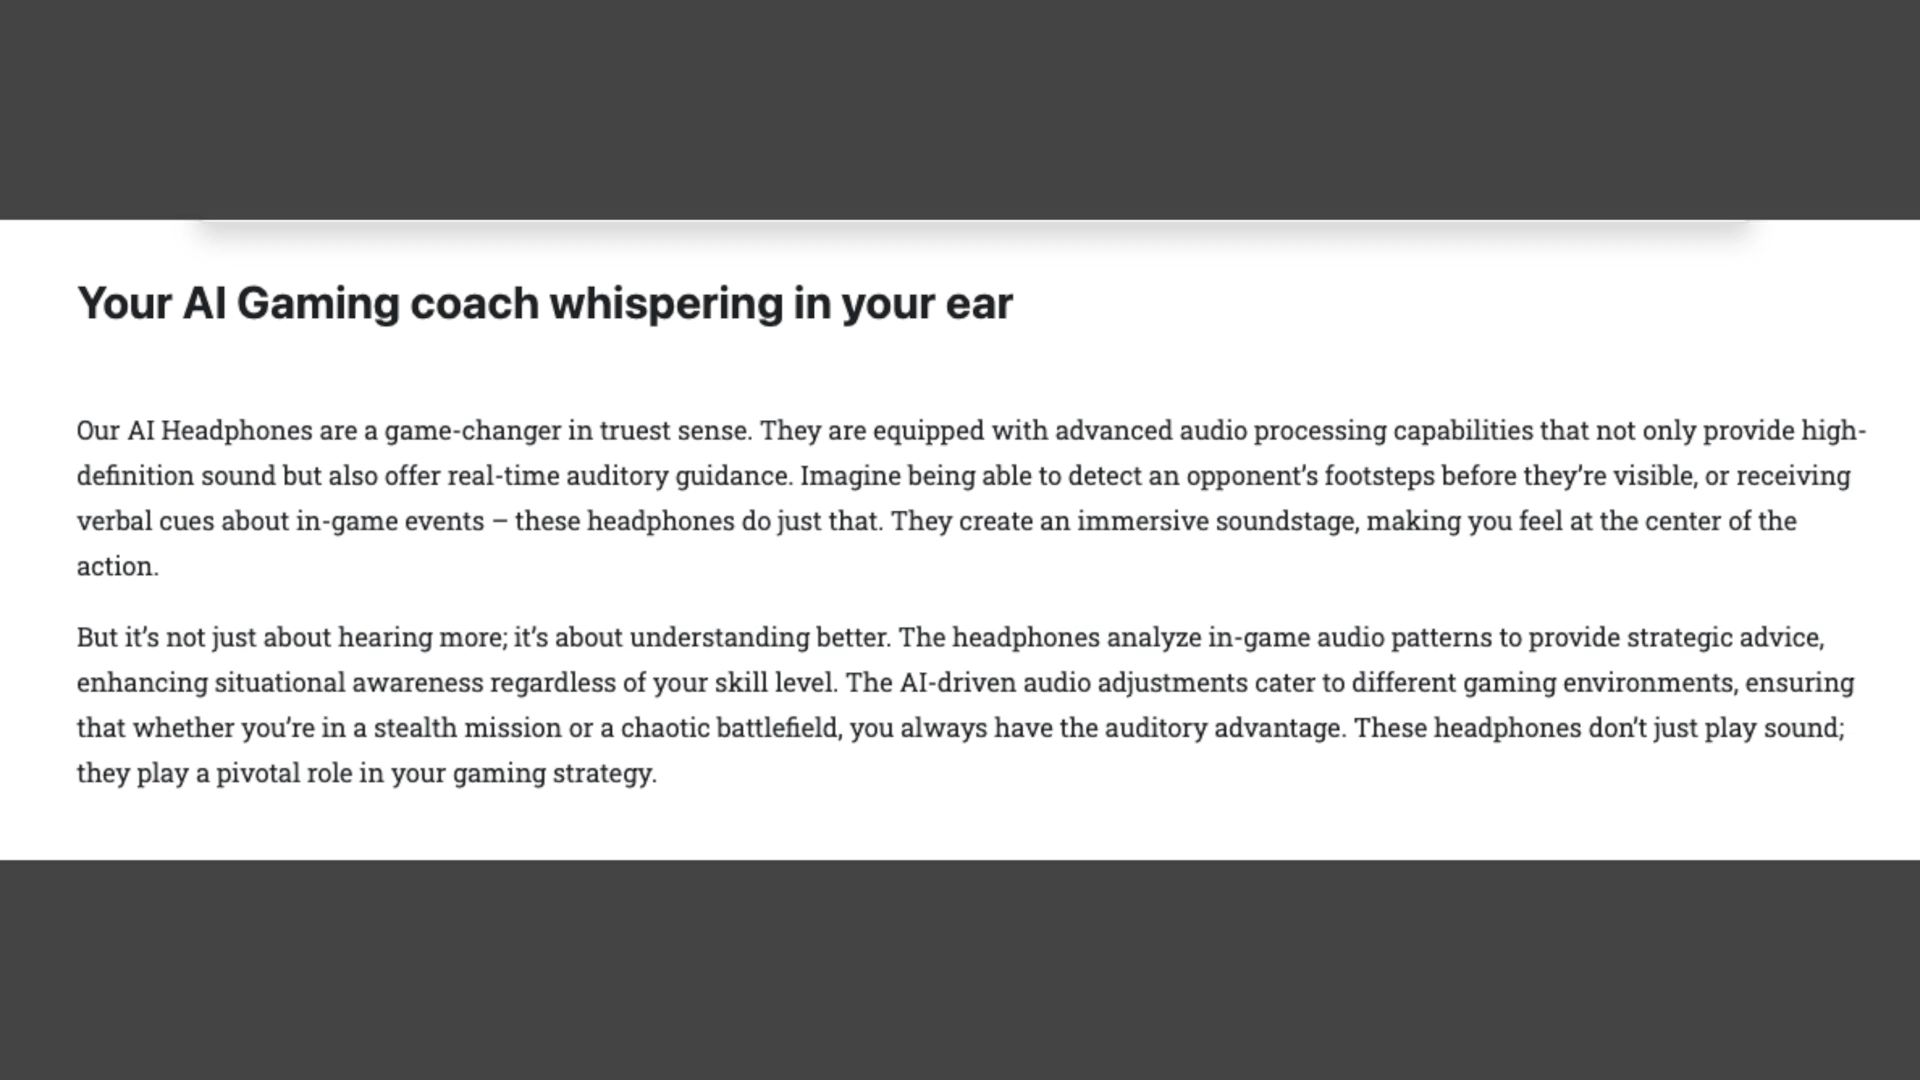 Your AI Gaming coach whispering in your ear
Our AI Headphones are a game-changer in truest sense. They are equipped with advanced audio processing capabilities that not only provide high-
definition sound but also offer real-time auditory guidance. Imagine being able to detect an opponent’s footsteps before they’re visible, or receiving
verbal cues about in-game events – these headphones do just that. They create an immersive soundstage, making you feel at the center of the
action.
But it’s not just about hearing more; it’s about understanding better. The headphones analyze in-game audio patterns to provide strategic advice,
enhancing situational awareness regardless of your skill level. The AI-driven audio adjustments cater to different gaming environments, ensuring
that whether you’re in a stealth mission or a chaotic battlefield, you always have the auditory advantage. These headphones don’t just play sound;
they play a pivotal role in your gaming strategy.